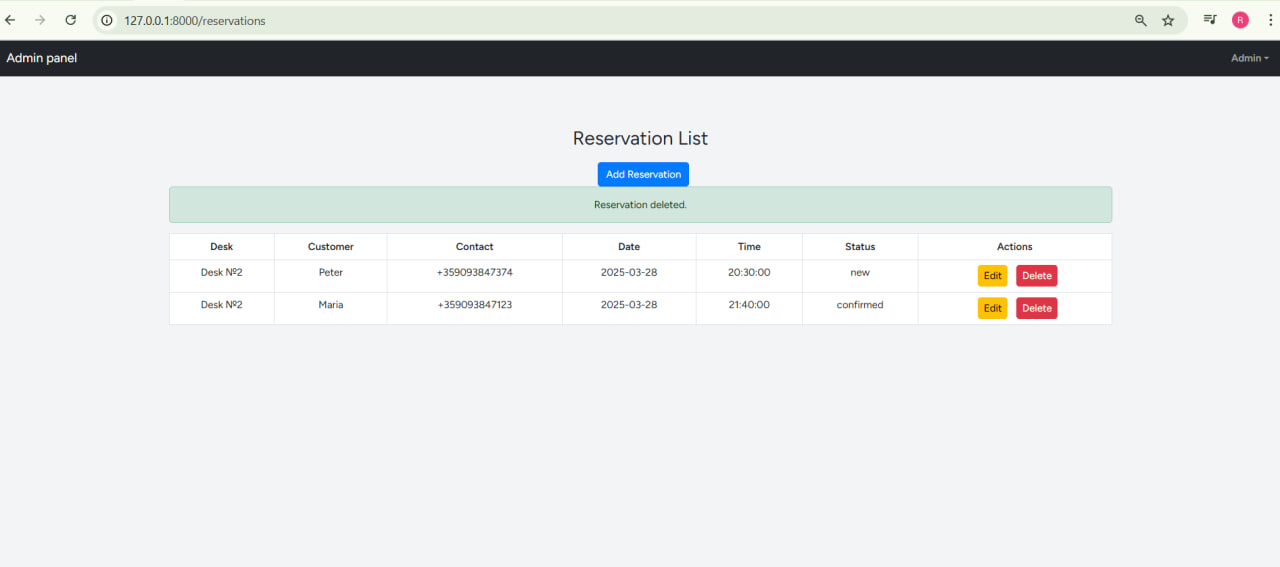 127.0.0.1:8000/reservations
R
Admin panel
Admin
Reservation List
Add Reservation
Reservation deleted.
Desk Customer Contact Date Time Status Actions
Desk №2 Peter +359093847374 2025-03-28 20:30:00 new Edit Delete
Desk №2 Maria +359093847123 2025-03-28 21:40:00 confirmed Edit Delete